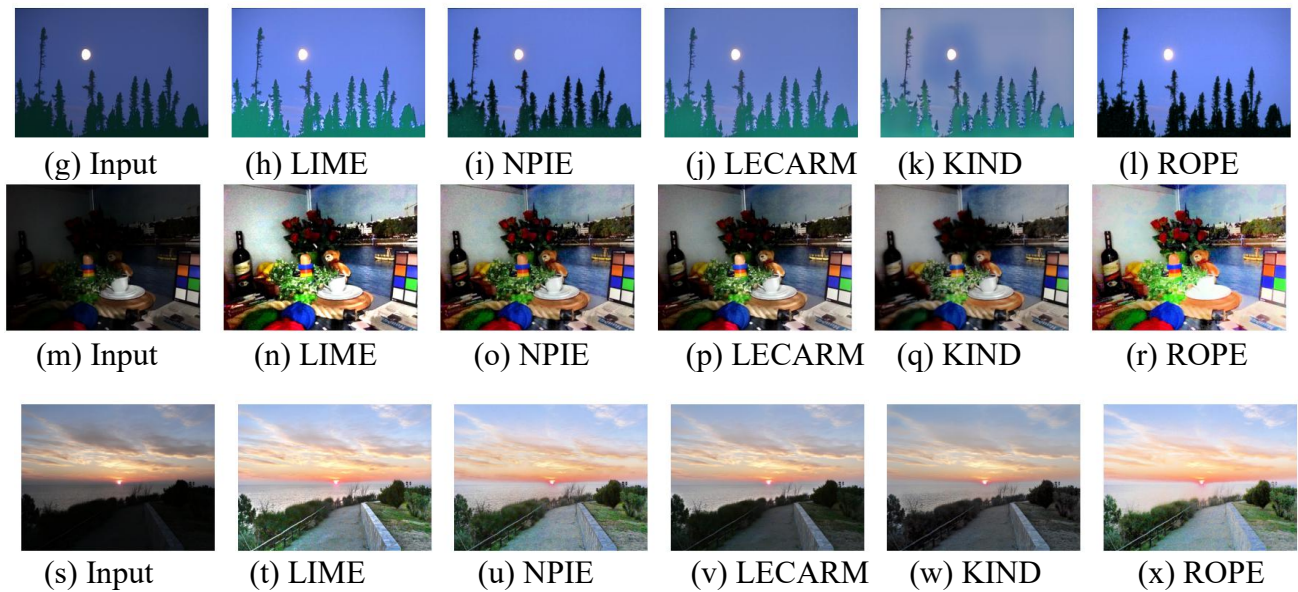 (g) Input (h) LIME (i) NPIE (j) LECARM (k) KIND (l) ROPE
(m) Input (n) LIME (o) NPIE (p) LECARM (q) KIND (r) ROPE
(s) Input (t) LIME (u) NPIE (v) LECARM (w) KIND (x) ROPE